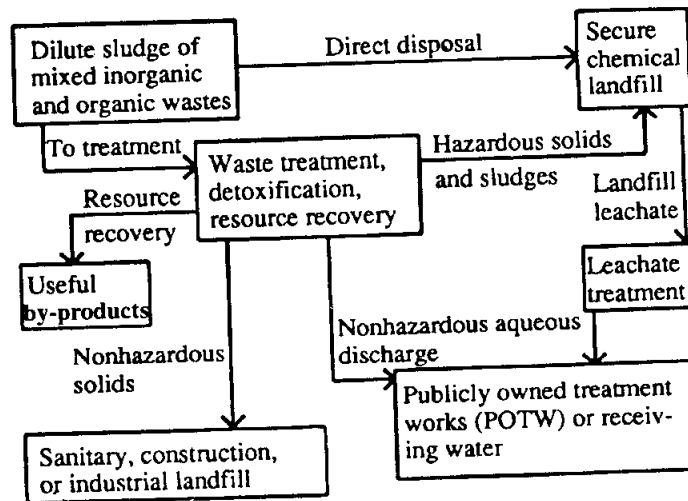 Dilute sludge of
mixed inorganic
and organic wastes
Direct disposal
Secure
chemical
landfill
To treatment
Waste treatment,
detoxification,
resource recovery
Hazardous solids
and sludges
Landfill
leachate
Resource
recovery
Useful
by-products
Leachate
treatment
Nonhazardous
solids
Nonhazardous aqueous
discharge
Publicly owned treatment
works (POTW) or receiv-
ing water
Sanitary, construction,
or industrial landfill